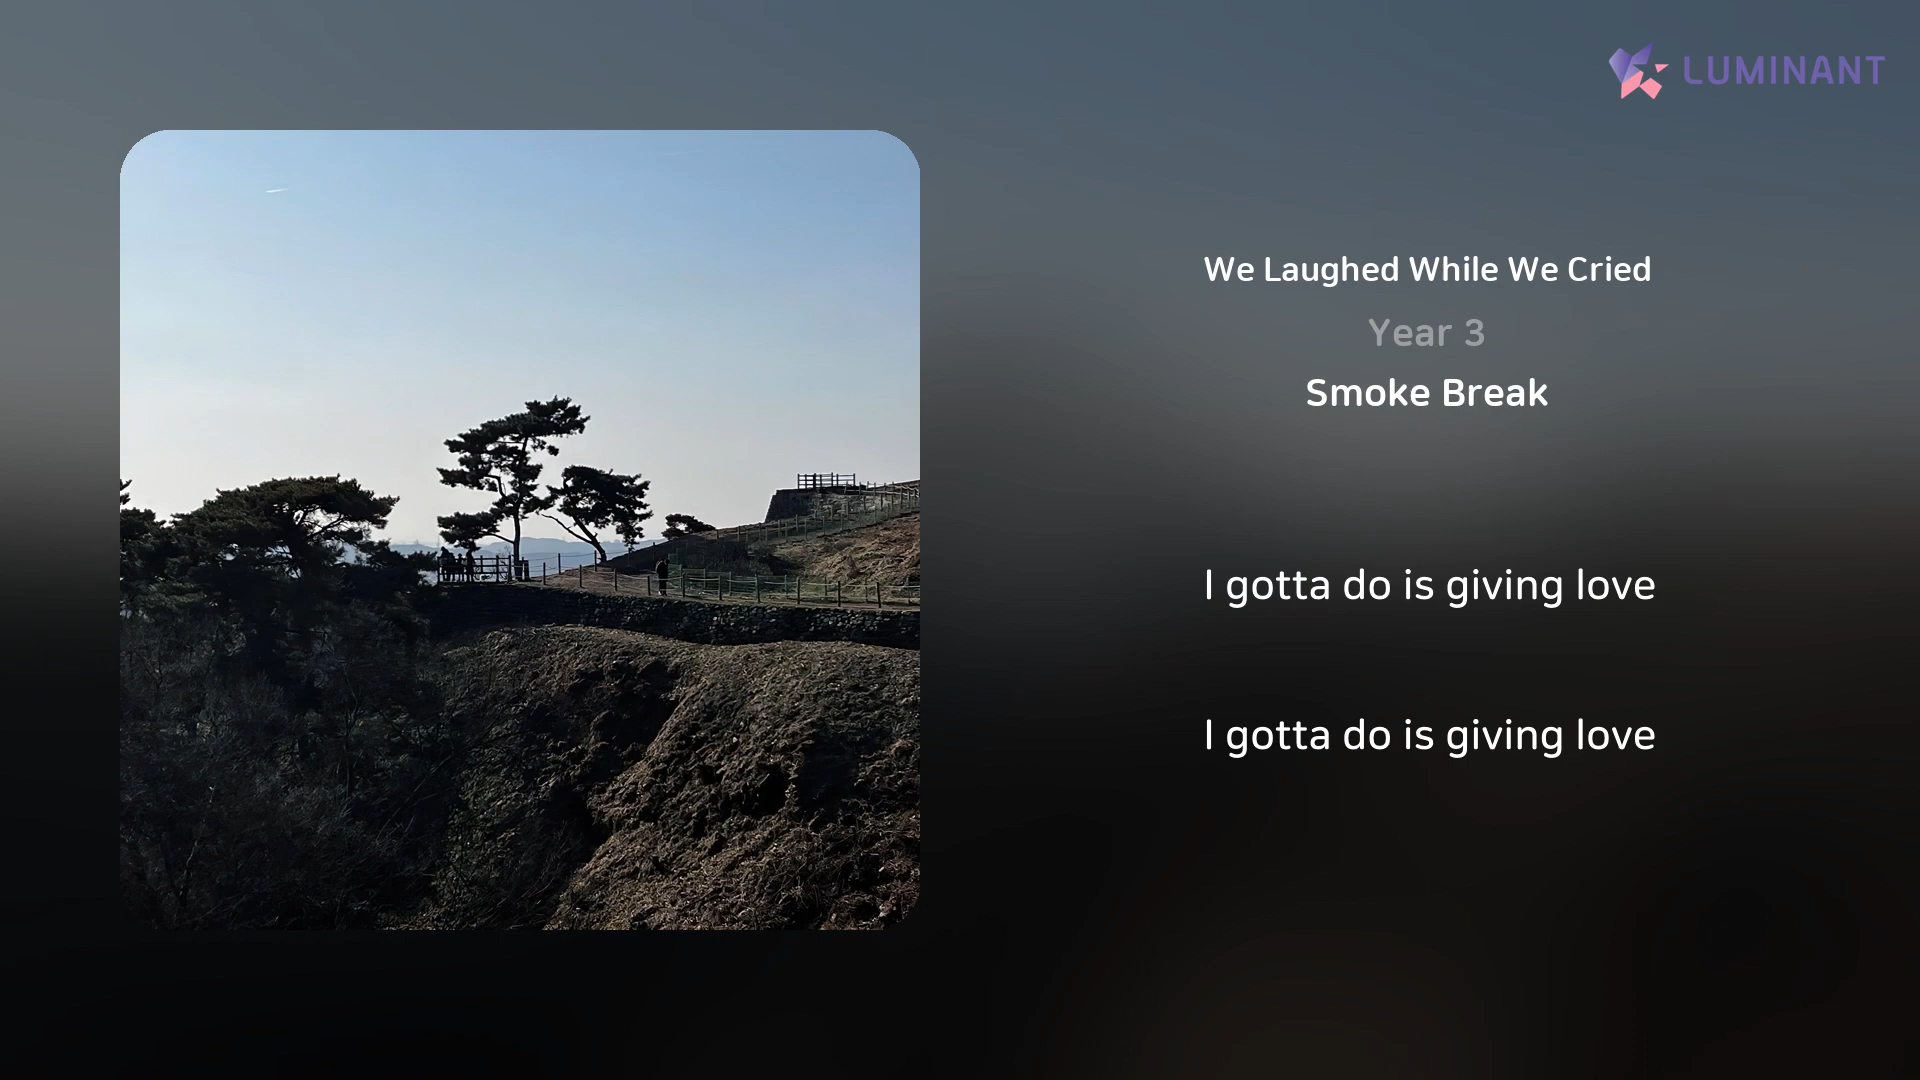 LUMINANT
We Laughed While We Cried
Year 3
Smoke Break
I gotta do is giving love
I gotta do is giving love